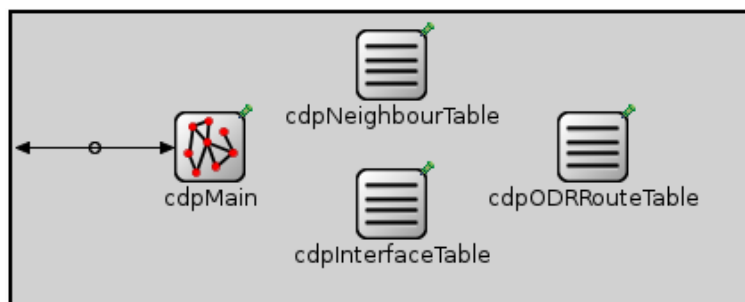 cdpNeighbourTable
cdpMain
cdpODRRouteTable
cdpInterfaceTable